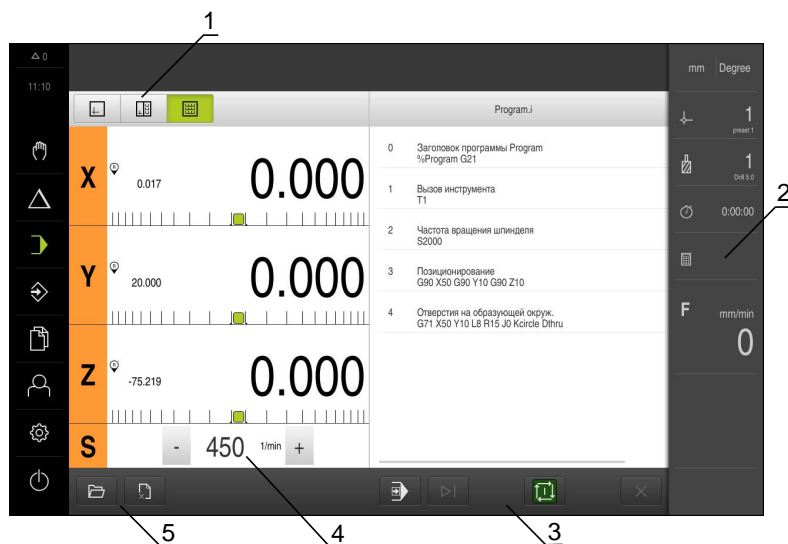 1
0
11:10
mm Degree
Program.i
1
preset 1
1
Drill 5.0
0:00:00
2
F mm/min
0
X R 0.017 0.000
Y R 20.000 0.000
Z R -75.219 0.000
S - 450 1/min +
0 Заголовок программы Program
%Program G21
1 Вызов инструмента
T1
2 Частота вращения шпинделя
S2000
3 Позиционирование
G90 X50 G90 Y10 G90 Z10
4 Отверстия на образующей окруж.
G71 X50 Y10 L8 R15 J0 Kcircle Dthru
5
4
3